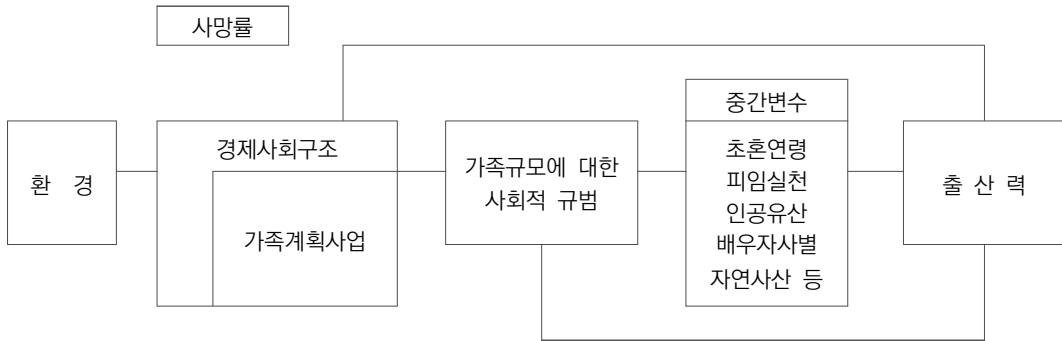 사망률
환 경
경제사회구조
가족계획사업
가족규모에 대한
사회적 규범
중간변수
초혼연령
피임실천
인공유산
배우자사별
자연사산 등
출 산 력